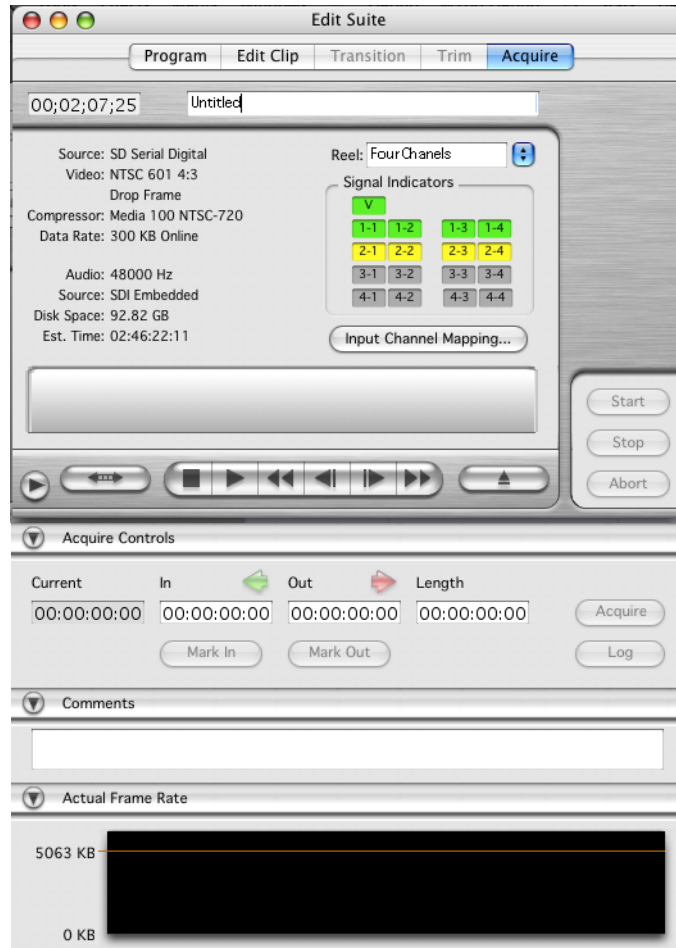 Edit Suite
Program Edit Clip Transition Trim Acquire
00;02;07;25 Untitled
Source: SD Serial Digital
Video: NTSC 601 4:3
Drop Frame
Compressor: Media 100 NTSC-720
Data Rate: 300 KB Online
Audio: 48000 Hz
Source: SDI Embedded
Disk Space: 92.82 GB
Est. Time: 02:46:22:11
Reel: Four Chanels
Signal Indicators
V
1-1 1-2 1-3 1-4
2-1 2-2 2-3 2-4
3-1 3-2 3-3 3-4
4-1 4-2 4-3 4-4
Input Channel Mapping...
Start
Stop
Abort
Acquire Controls
Current In Out Length
00:00:00:00 00:00:00:00 00:00:00:00 00:00:00:00 Acquire
Mark In Mark Out Log
Comments
Actual Frame Rate
5063 KB
0 KB